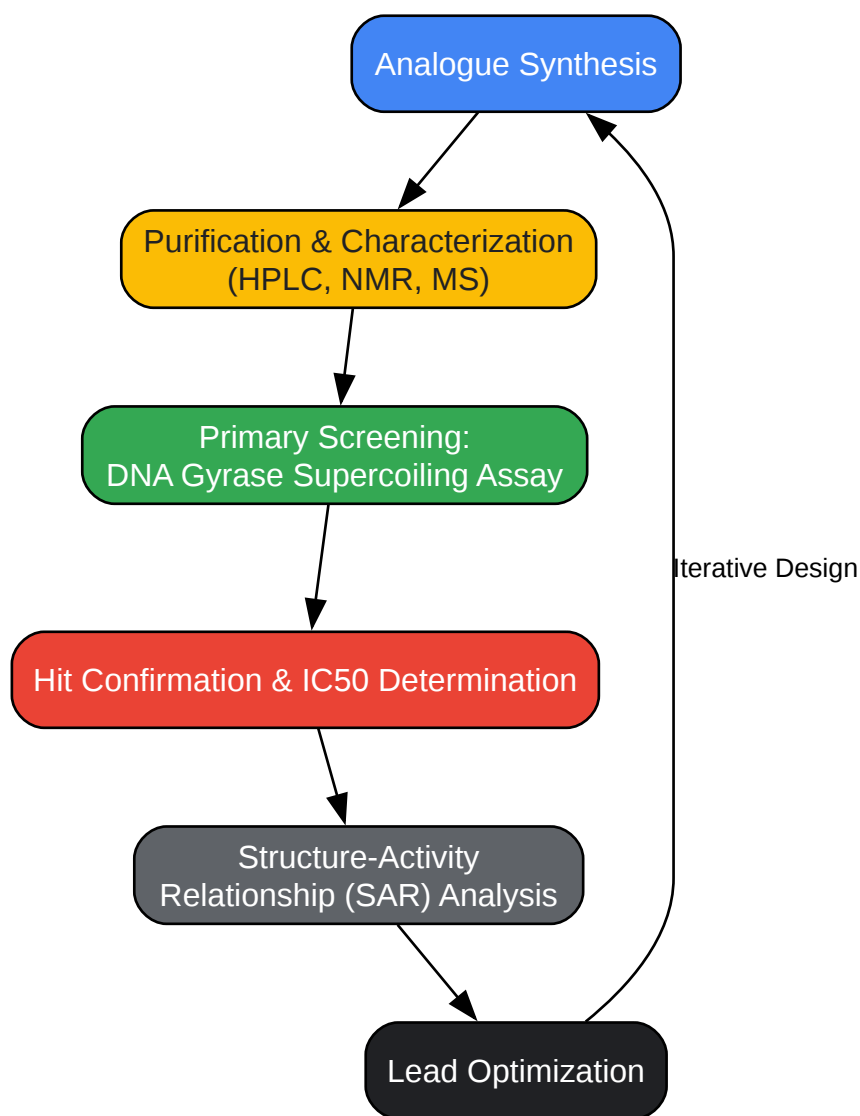 Analogue Synthesis
Purification & Characterization
(HPLC, NMR, MS)
Primary Screening:
DNA Gyrase Supercoiling Assay
Iterative Design
Hit Confirmation & IC50 Determination
Structure-Activity
Relationship (SAR) Analysis
Lead Optimization